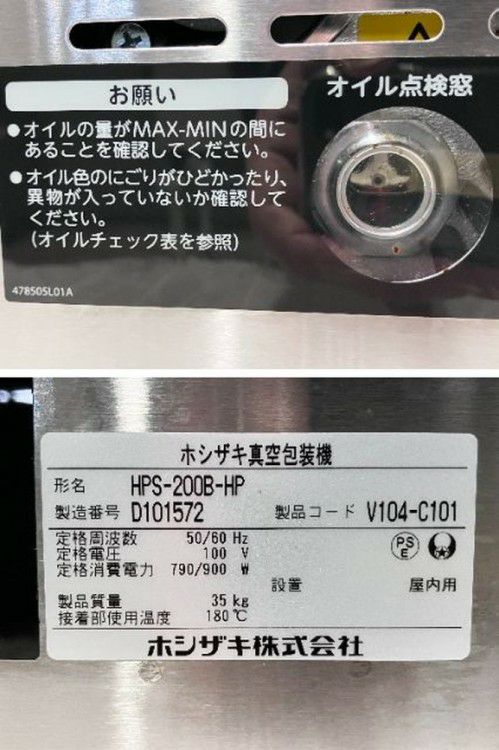 お願い
オイル点検窓
●オイルの量がMAX-MINの間に
あることを確認してください。
●オイル色のにごりがひどかったり、
異物が入っていないか確認して
ください。
(オイルチェック表を参照)
478505L01A
ホシザキ真空包装機
形名 HPS-200B-HP
製造番号 D101572 製品コード V104-C101
定格周波数 50/60 Hz
定格電圧 100 V
定格消費電力 790/900 W
PS
E
設置 屋内用
製品質量 35 kg
接着部使用温度 180℃
ホシザキ株式会社